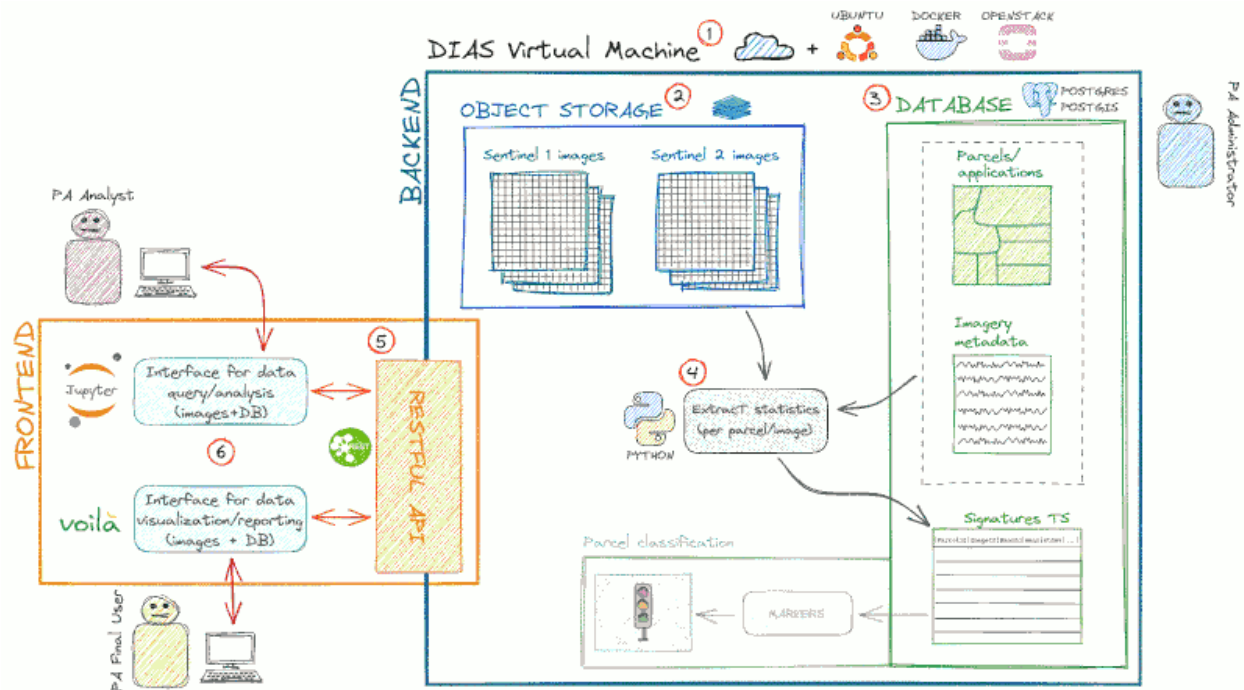 UBUNTU
DOCKER
OPENSTACK
DIAS Virtual Machine
1
+
BACKEND
OBJECT STORAGE
2
Sentinel 1 images
Sentinel 2 images
3
DATABASE
POSTGRES
POSTGIS
PA Administrator
Parcels/
applications
Imagery
metadata
PA Analyst
FRONTEND
Jupyter
Interface for data
query/analysis
(images+DB)
5
RESTFUL API
REST
6
voilà
Interface for data
visualization/reporting
(images + DB)
PA Final User
4
PYTHON
ExtracT statistics
(per parcel/image)
Signatures TS
Parcel classification
MARKERS